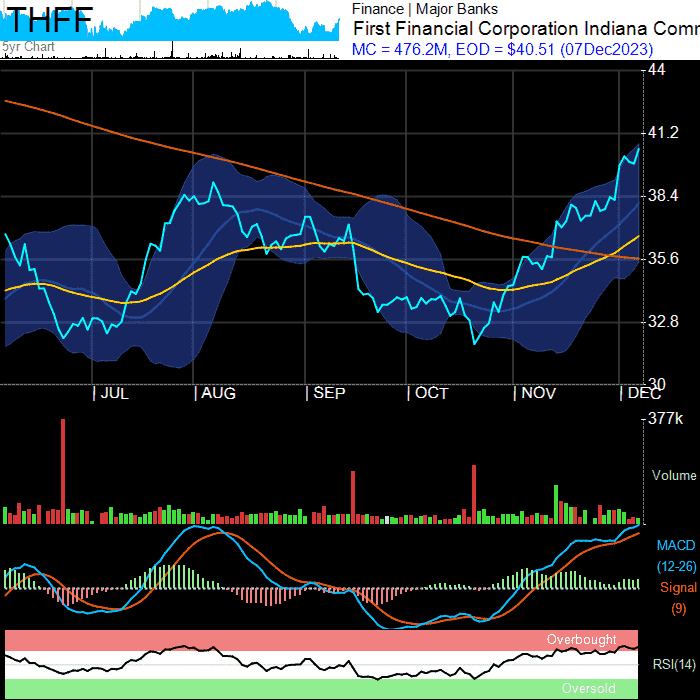 THFF
5yr Chart
Finance | Major Banks
First Financial Corporation Indiana Comm
MC = 476.2M, EOD = $40.51 (07Dec2023)
44
41.2
38.4
35.6
32.8
30
JUL AUG SEP OCT NOV DEC
377k
Volume
MACD
(12-26)
Signal
(9)
Overbought
RSI(14)
Oversold